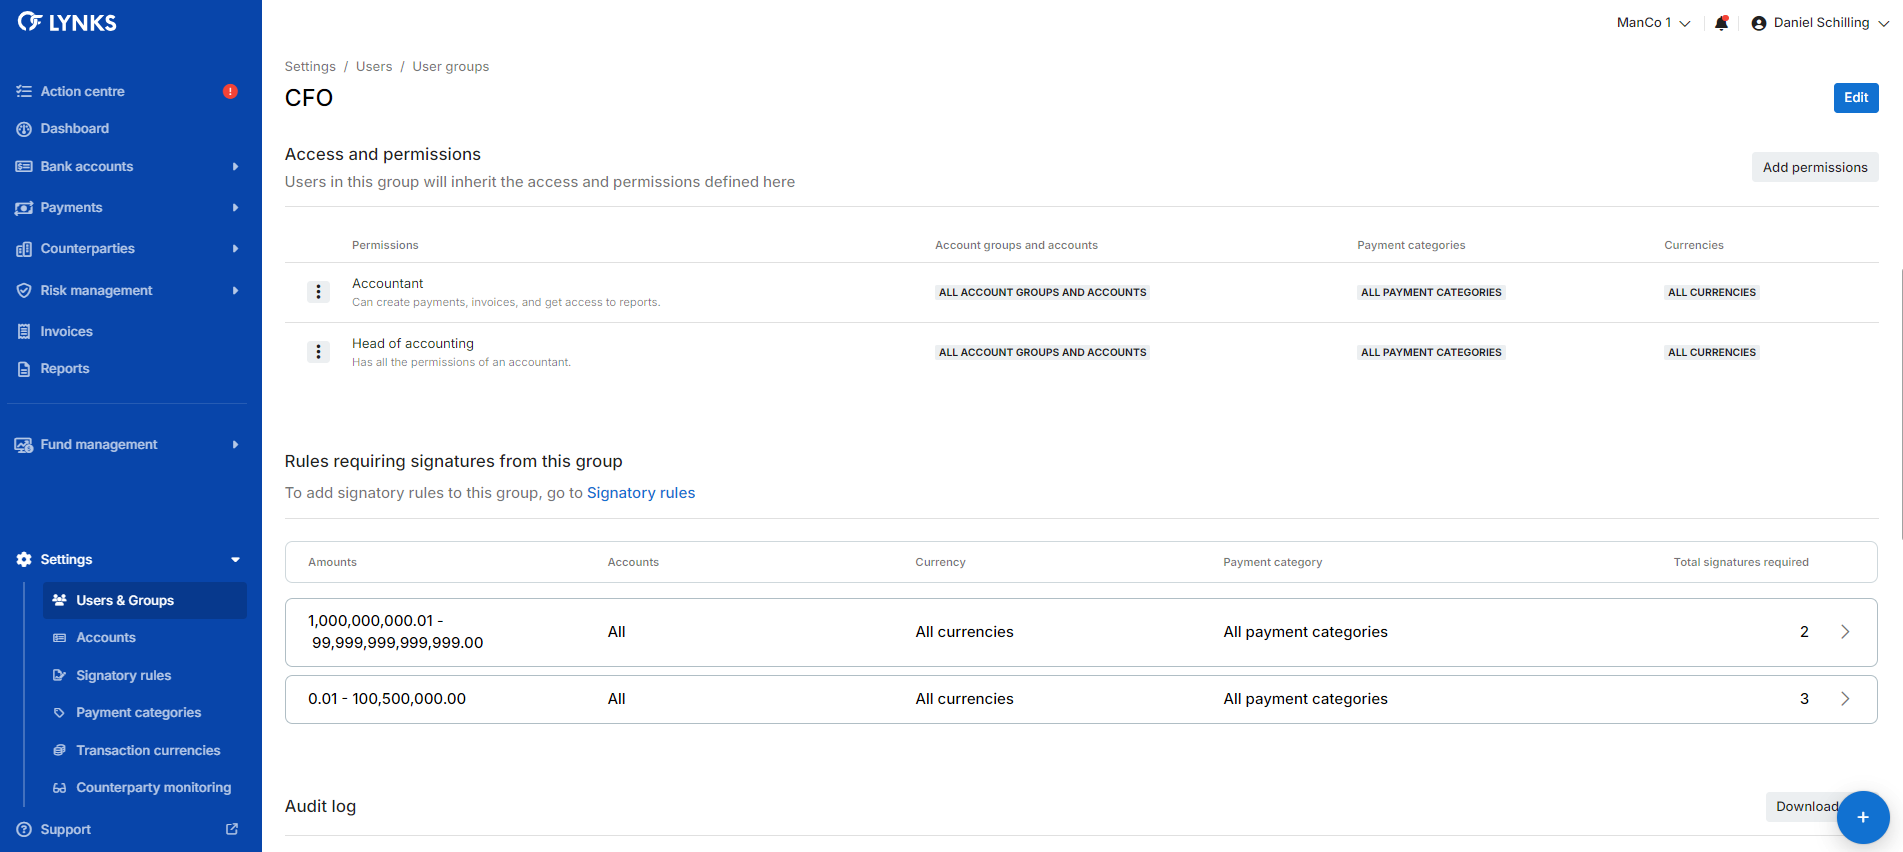 LYNKS
ManCo 1
Daniel Schilling
Action centre
!
Dashboard
Bank accounts
Payments
Counterparties
Risk management
Invoices
Reports
Fund management
Settings
Users & Groups
Accounts
Signatory rules
Payment categories
Transaction currencies
Counterparty monitoring
Support
Settings / Users / User groups
CFO
Edit
Access and permissions
Users in this group will inherit the access and permissions defined here
Add permissions
Permissions Account groups and accounts Payment categories Currencies
Accountant
Can create payments, invoices, and get access to reports.
ALL ACCOUNT GROUPS AND ACCOUNTS ALL PAYMENT CATEGORIES ALL CURRENCIES
Head of accounting
Has all the permissions of an accountant.
ALL ACCOUNT GROUPS AND ACCOUNTS ALL PAYMENT CATEGORIES ALL CURRENCIES
Rules requiring signatures from this group
To add signatory rules to this group, go to Signatory rules
Amounts Accounts Currency Payment category Total signatures required
1,000,000,000.01 -
99,999,999,999,999.00
All All currencies All payment categories 2
0.01 - 100,500,000.00 All All currencies All payment categories 3
Audit log
Download
+